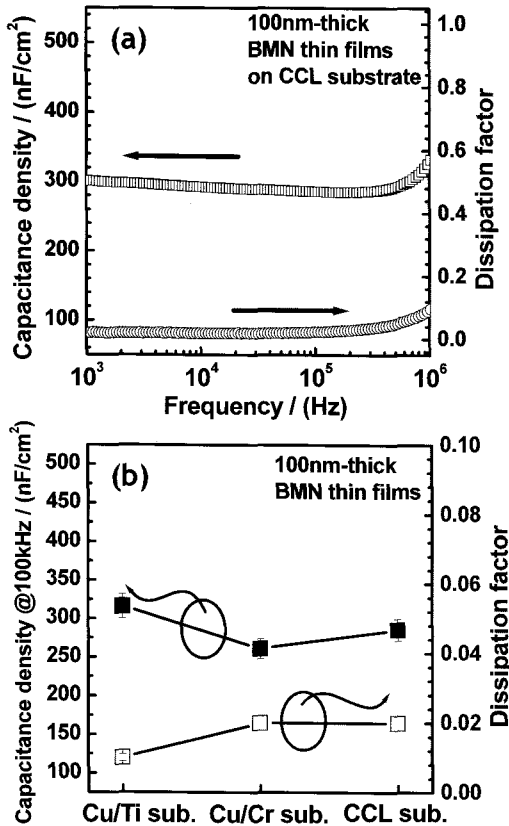 (a)
100nm-thick
BMN thin films
on CCL substrate
Capacitance density / (nF/cm²)
500
400
300
200
100
Dissipation factor
1.0
0.8
0.6
0.4
0.2
0.0
10³ 10⁴ 10⁵ 10⁶
Frequency / (Hz)
(b)
100nm-thick
BMN thin films
Capacitance density @100kHz / (nF/cm²)
500
450
400
350
300
250
200
150
100
Dissipation factor
0.10
0.08
0.06
0.04
0.02
0.00
Cu/Ti sub. Cu/Cr sub. CCL sub.